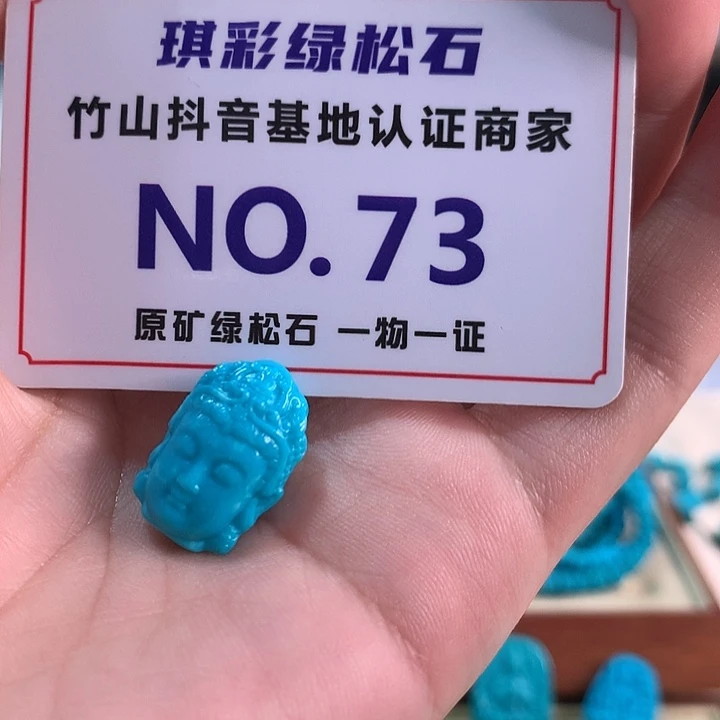 琪彩绿松石
竹山抖音基地认证商家
NO.73
原矿绿松石 一物一证